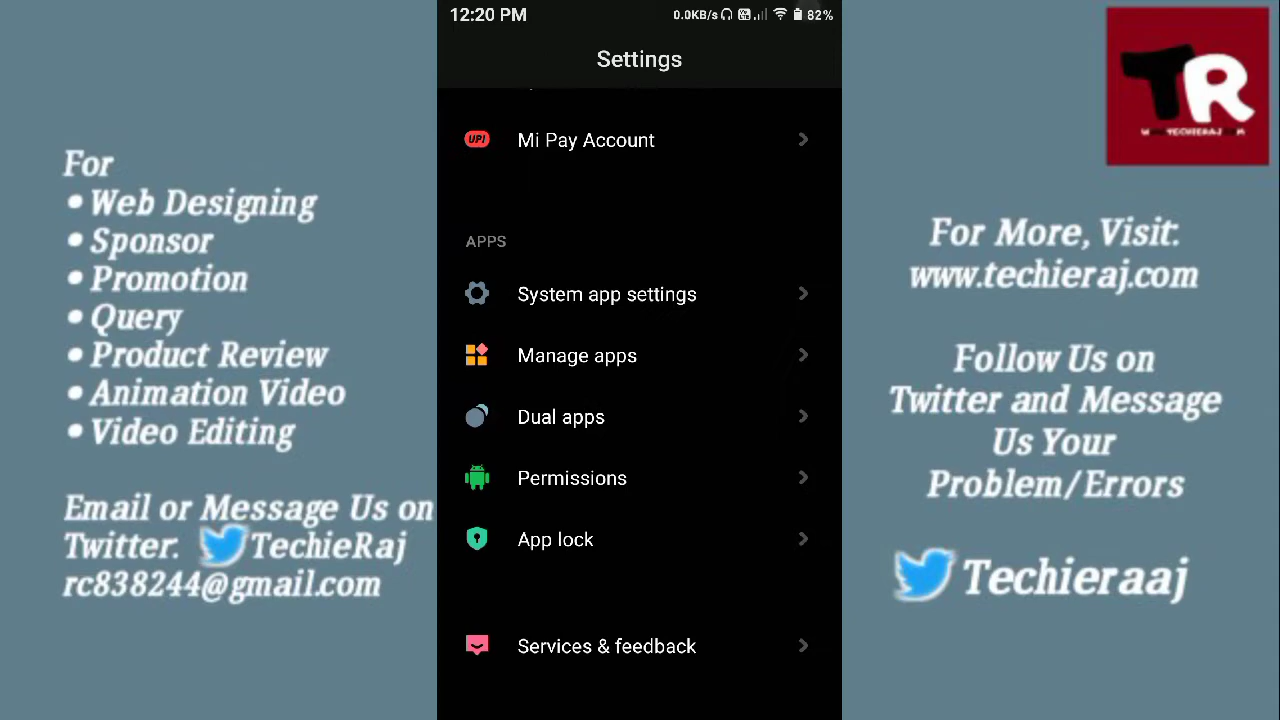 For
• Web Designing
• Sponsor
• Promotion
• Query
• Product Review
• Animation Video
• Video Editing
Email or Message Us on
Twitter. TechieRaj
rc838244@gmail.com
12:20 PM
0.0KB/s 82%
Settings
Mi Pay Account
UPI
APPS
System app settings
Manage apps
Dual apps
Permissions
App lock
Services & feedback
TR
For More, Visit:
www.techieraj.com
Follow Us on
Twitter and Message
Us Your
Problem/Errors
Techieraaj